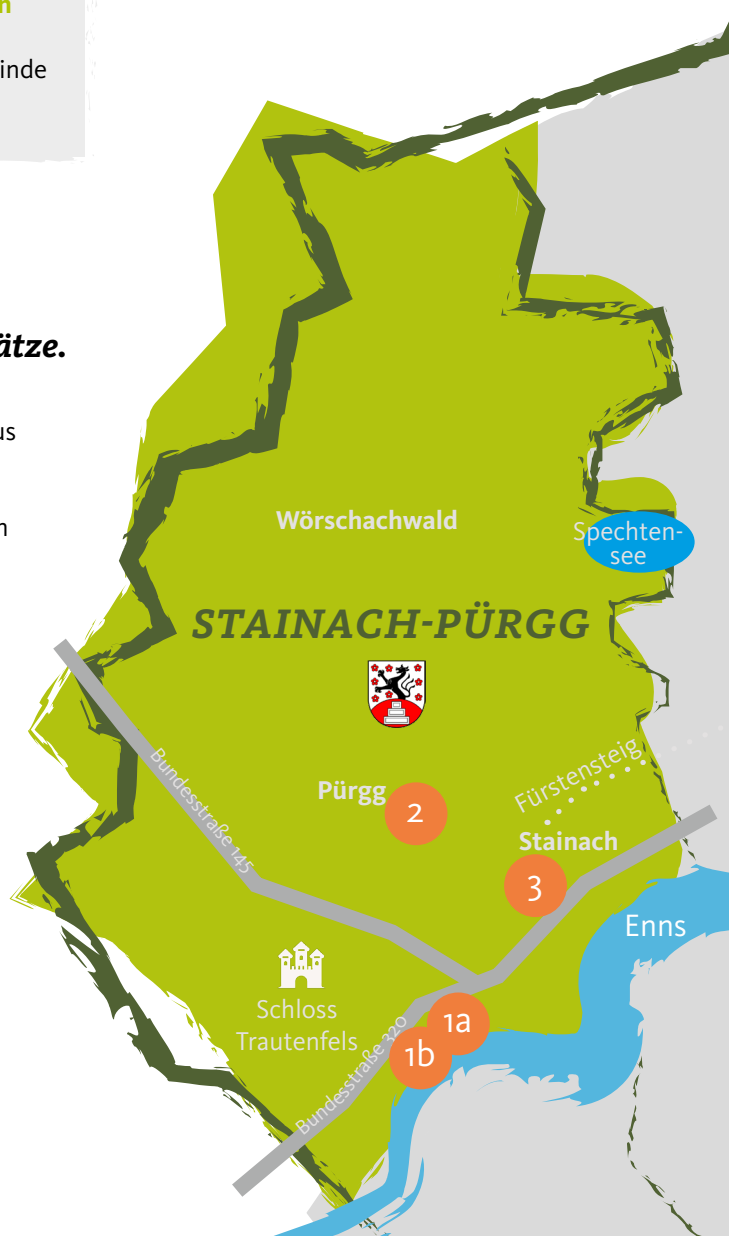 n
inde
ätze.
us
n
Wörschachwald
Spechten-
see
STAINACH-PÜRGG
Bundesstraße 145
Pürgg
2
Fürstensteig
Stainach
3
Enns
Schloss
Trautenfels
1a
1b
Bundesstraße 320